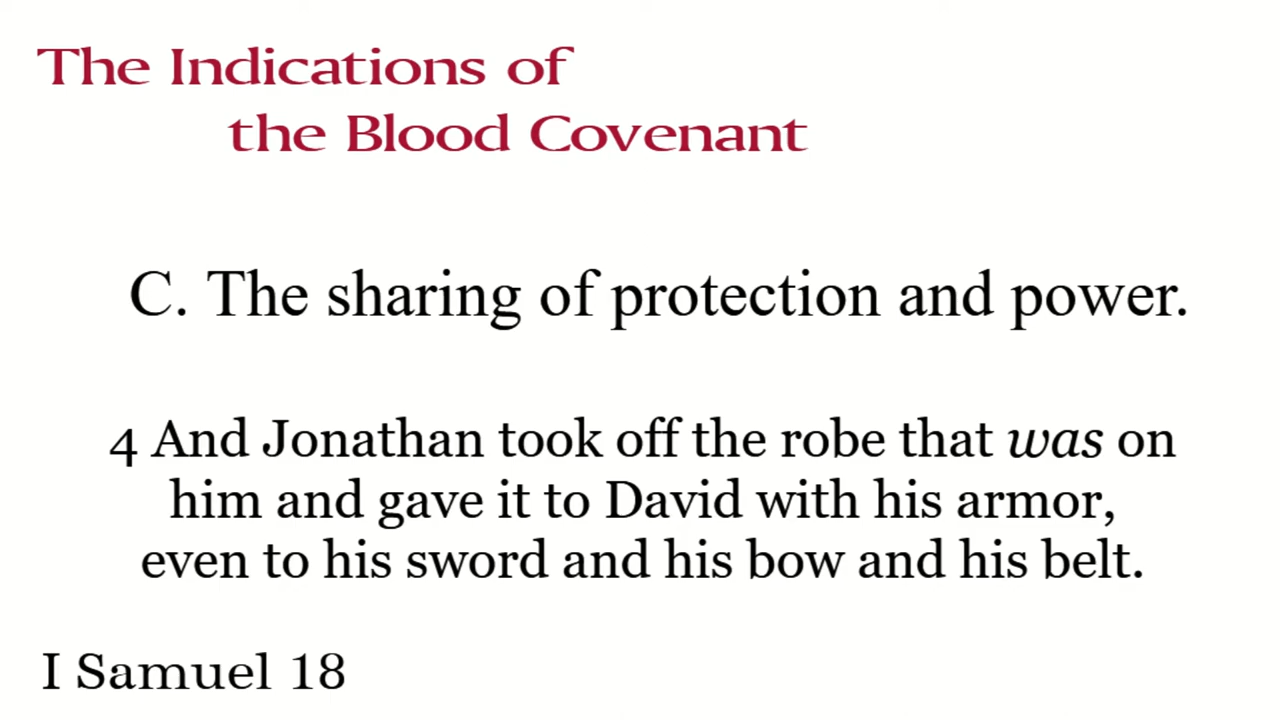 The Indications of
the Blood Covenant
C. The sharing of protection and power.
4 And Jonathan took off the robe that was on
him and gave it to David with his armor,
even to his sword and his bow and his belt.
I Samuel 18